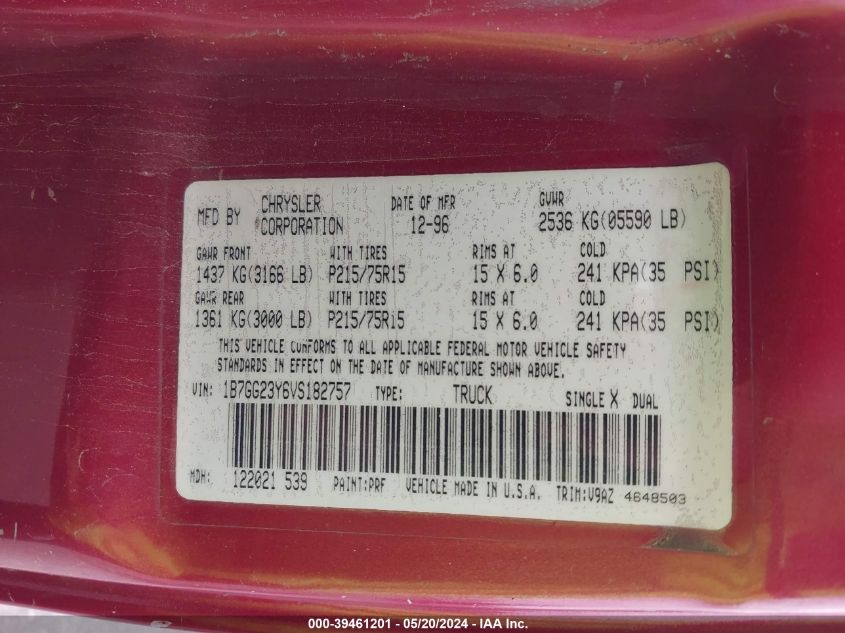 MFD BY CHRYSLER CORPORATION DATE OF MFR 12-96 GVWR 2536 KG(05590 LB)
GAWR FRONT WITH TIRES RIMS AT COLD
1437 KG(3166 LB) P215/75R15 15 X 6.0 241 KPA(35 PSI)
GAWR REAR WITH TIRES RIMS AT COLD
1361 KG(3000 LB) P215/75R15 15 X 6.0 241 KPA(35 PSI)
THIS VEHICLE CONFORMS TO ALL APPLICABLE FEDERAL MOTOR VEHICLE SAFETY
STANDARDS IN EFFECT ON THE DATE OF MANUFACTURE SHOWN ABOVE.
VIN: 1B7GG23Y6VS182757 TYPE: TRUCK SINGLE X DUAL
MDH: 122021 539 PAINT:PRF VEHICLE MADE IN U.S.A. TRIM:V9AZ 4648503
000-39461201 - 05/20/2024 - IAA Inc.